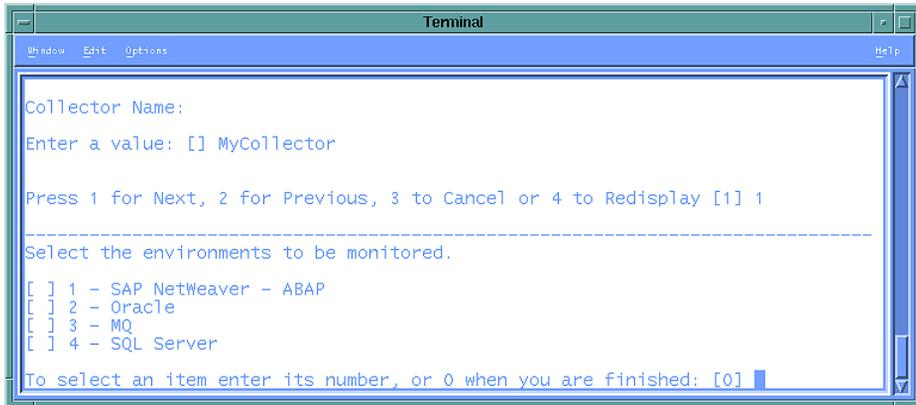 Terminal
Window Edit Options Help
Collector Name:
Enter a value: [] MyCollector
Press 1 for Next, 2 for Previous, 3 to Cancel or 4 to Redisplay [1] 1
_______________________________________________________________________________
Select the environments to be monitored.
[ ] 1 - SAP NetWeaver - ABAP
[ ] 2 - Oracle
[ ] 3 - MQ
[ ] 4 - SQL Server
To select an item enter its number, or 0 when you are finished: [0]